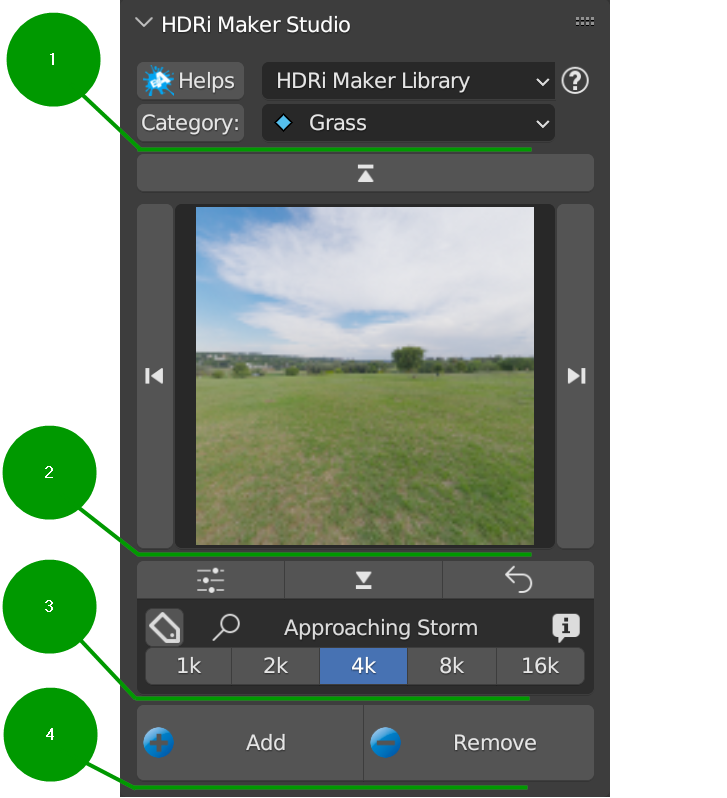 HDRi Maker Studio
1
Helps HDRi Maker Library ?
Category: Grass
2
3
Approaching Storm i
1k 2k 4k 8k 16k
4
Add Remove